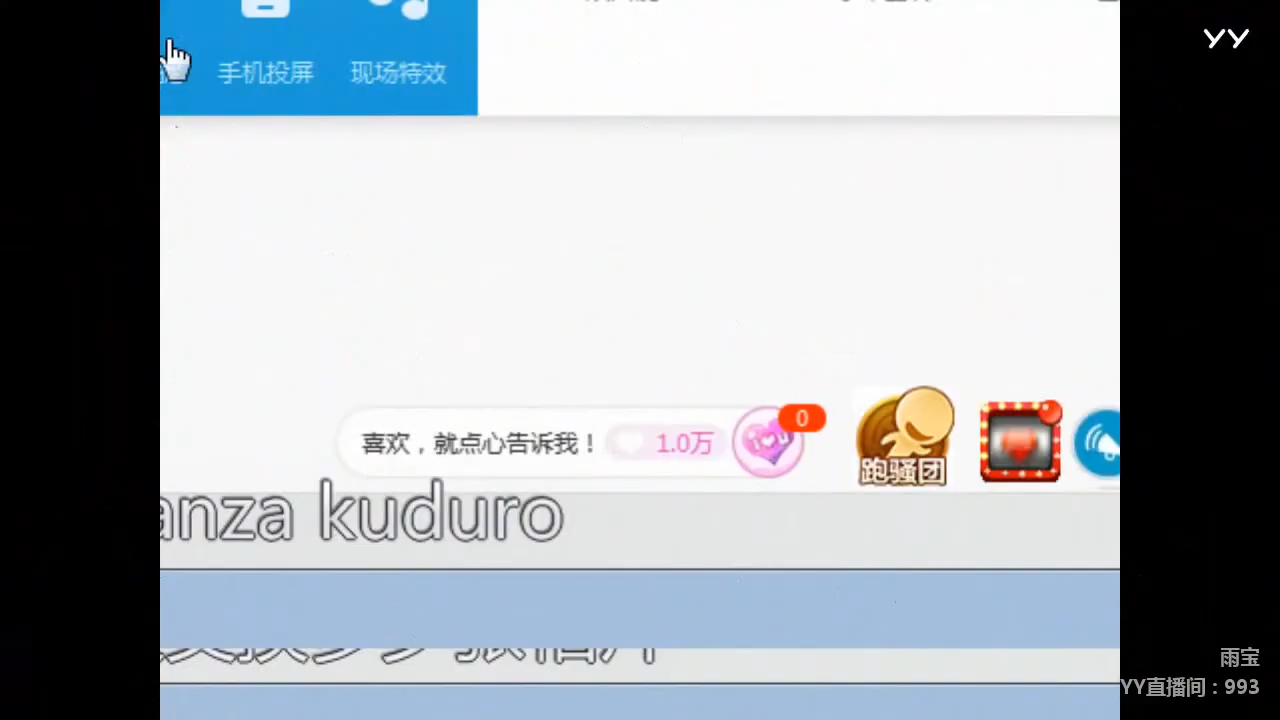 YY
手机投屏
现场特效
喜欢，就点心告诉我！
1.0万
0
跑骚团
anza kuduro
雨宝
YY直播间：993